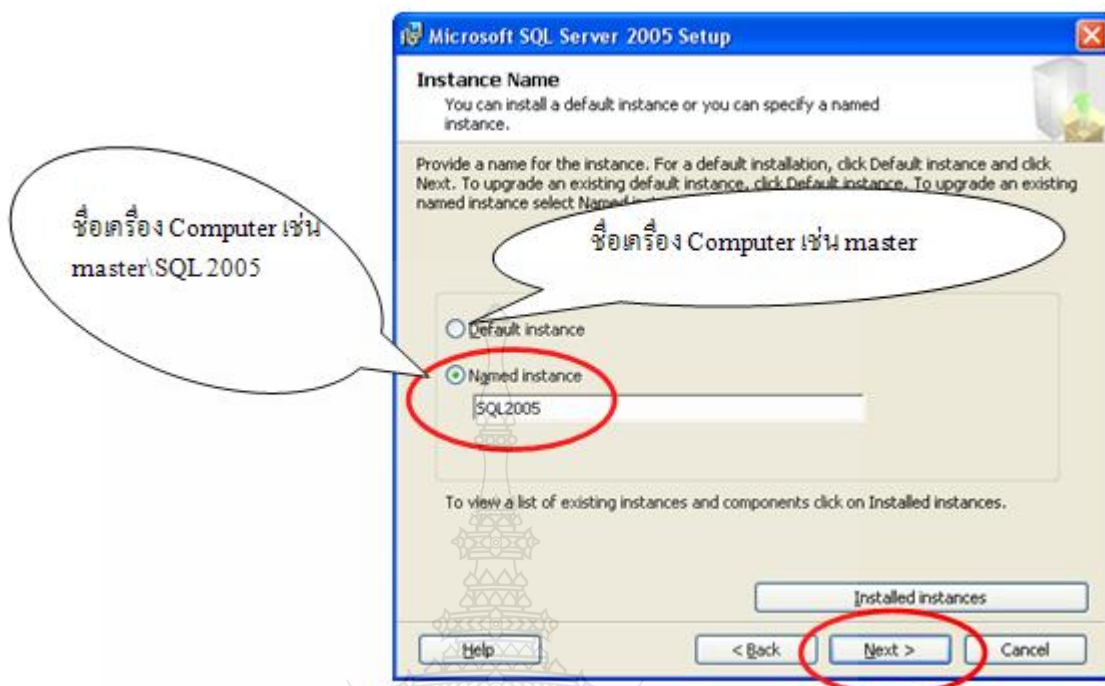 Microsoft SQL Server 2005 Setup
Instance Name
You can install a default instance or you can specify a named
instance.
Provide a name for the instance. For a default installation, click Default instance and click
Next. To upgrade an existing default instance, click Default instance. To upgrade an existing
named instance select Named
ชื่อเครื่อง Computer เช่น
master\SQL 2005
ชื่อเครื่อง Computer เช่น master
Default instance
Named instance
SQL2005
To view a list of existing instances and components click on Installed instances.
Installed instances
Help
< Back
Next >
Cancel